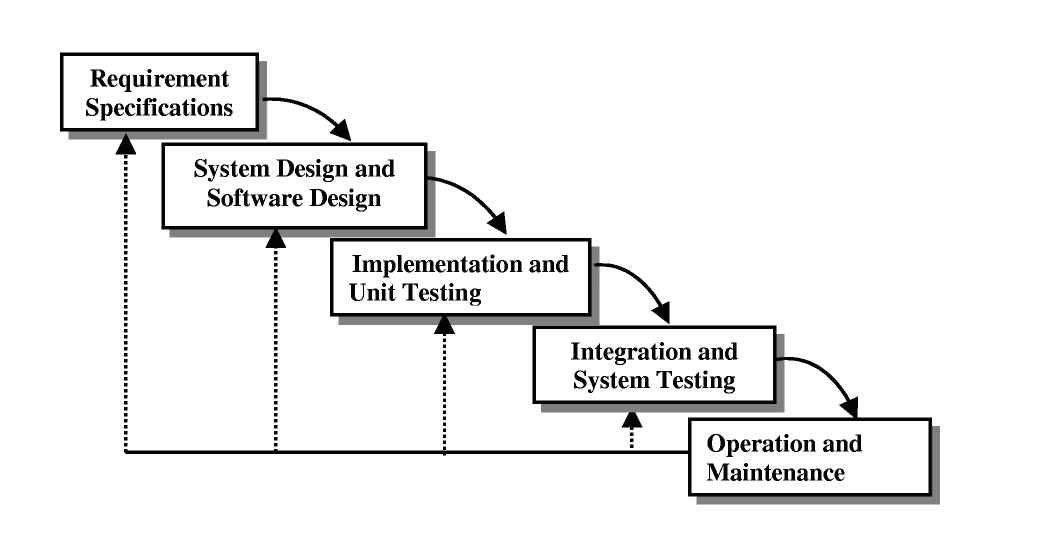 Requirement
Specifications
System Design and
Software Design
Implementation and
Unit Testing
Integration and
System Testing
Operation and
Maintenance